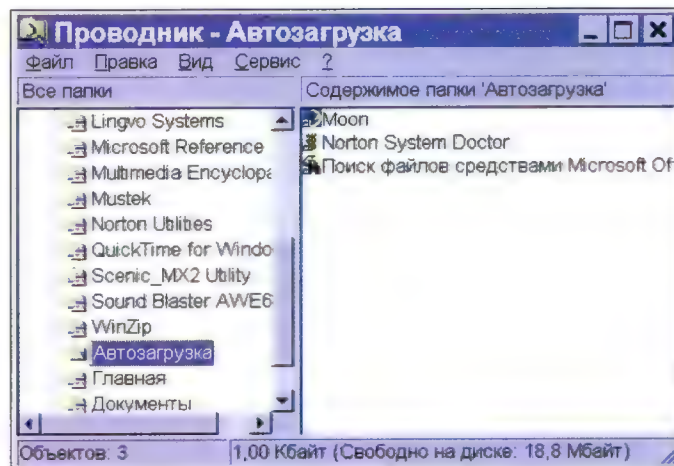 Проводник - Автозагрузка
Файл Правка Вид Сервис ?
Все папки
Содержимое папки 'Автозагрузка'
Lingvo Systems
Microsoft Reference
Multimedia Encyclopa
Mustek
Norton Utilities
QuickTime for Windo
Scenic_MX2 Utility
Sound Blaster AWE6
WinZip
Автозагрузка
Главная
Документы
Moon
Norton System Doctor
Поиск файлов средствами Microsoft Of
Объектов: 3
1,00 Кбайт (Свободно на диске: 18,8 Мбайт)